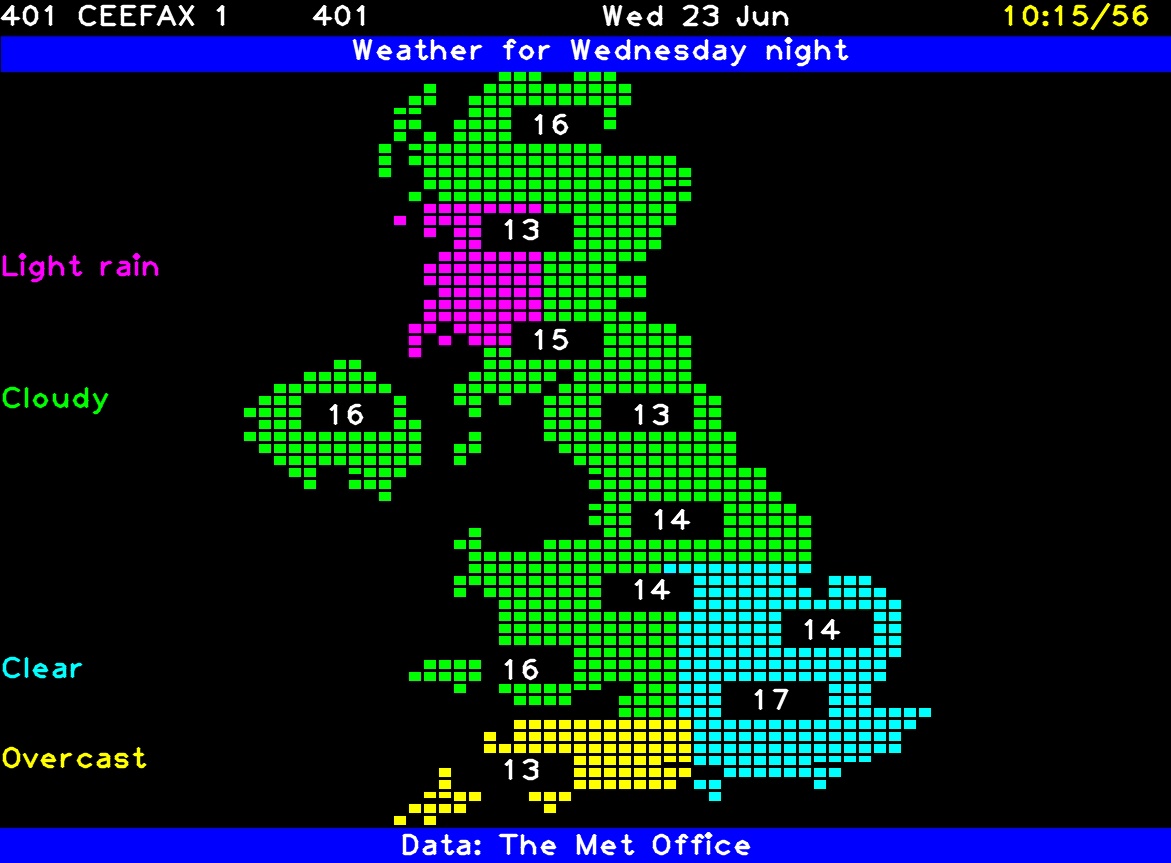 401 CEEFAX 1 401 Wed 23 Jun 10:15/56
Weather for Wednesday night
16
13
Light rain
15
Cloudy
16 13
14
14
14
Clear
16
17
Overcast
13
Data: The Met Office